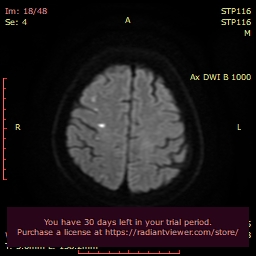 Im: 18/48
Se: 4
STP116
STP116
M
A
Ax DWI B 1000
R
L
You have 30 days left in your trial period.
Purchase a license at https://radiantviewer.com/store/